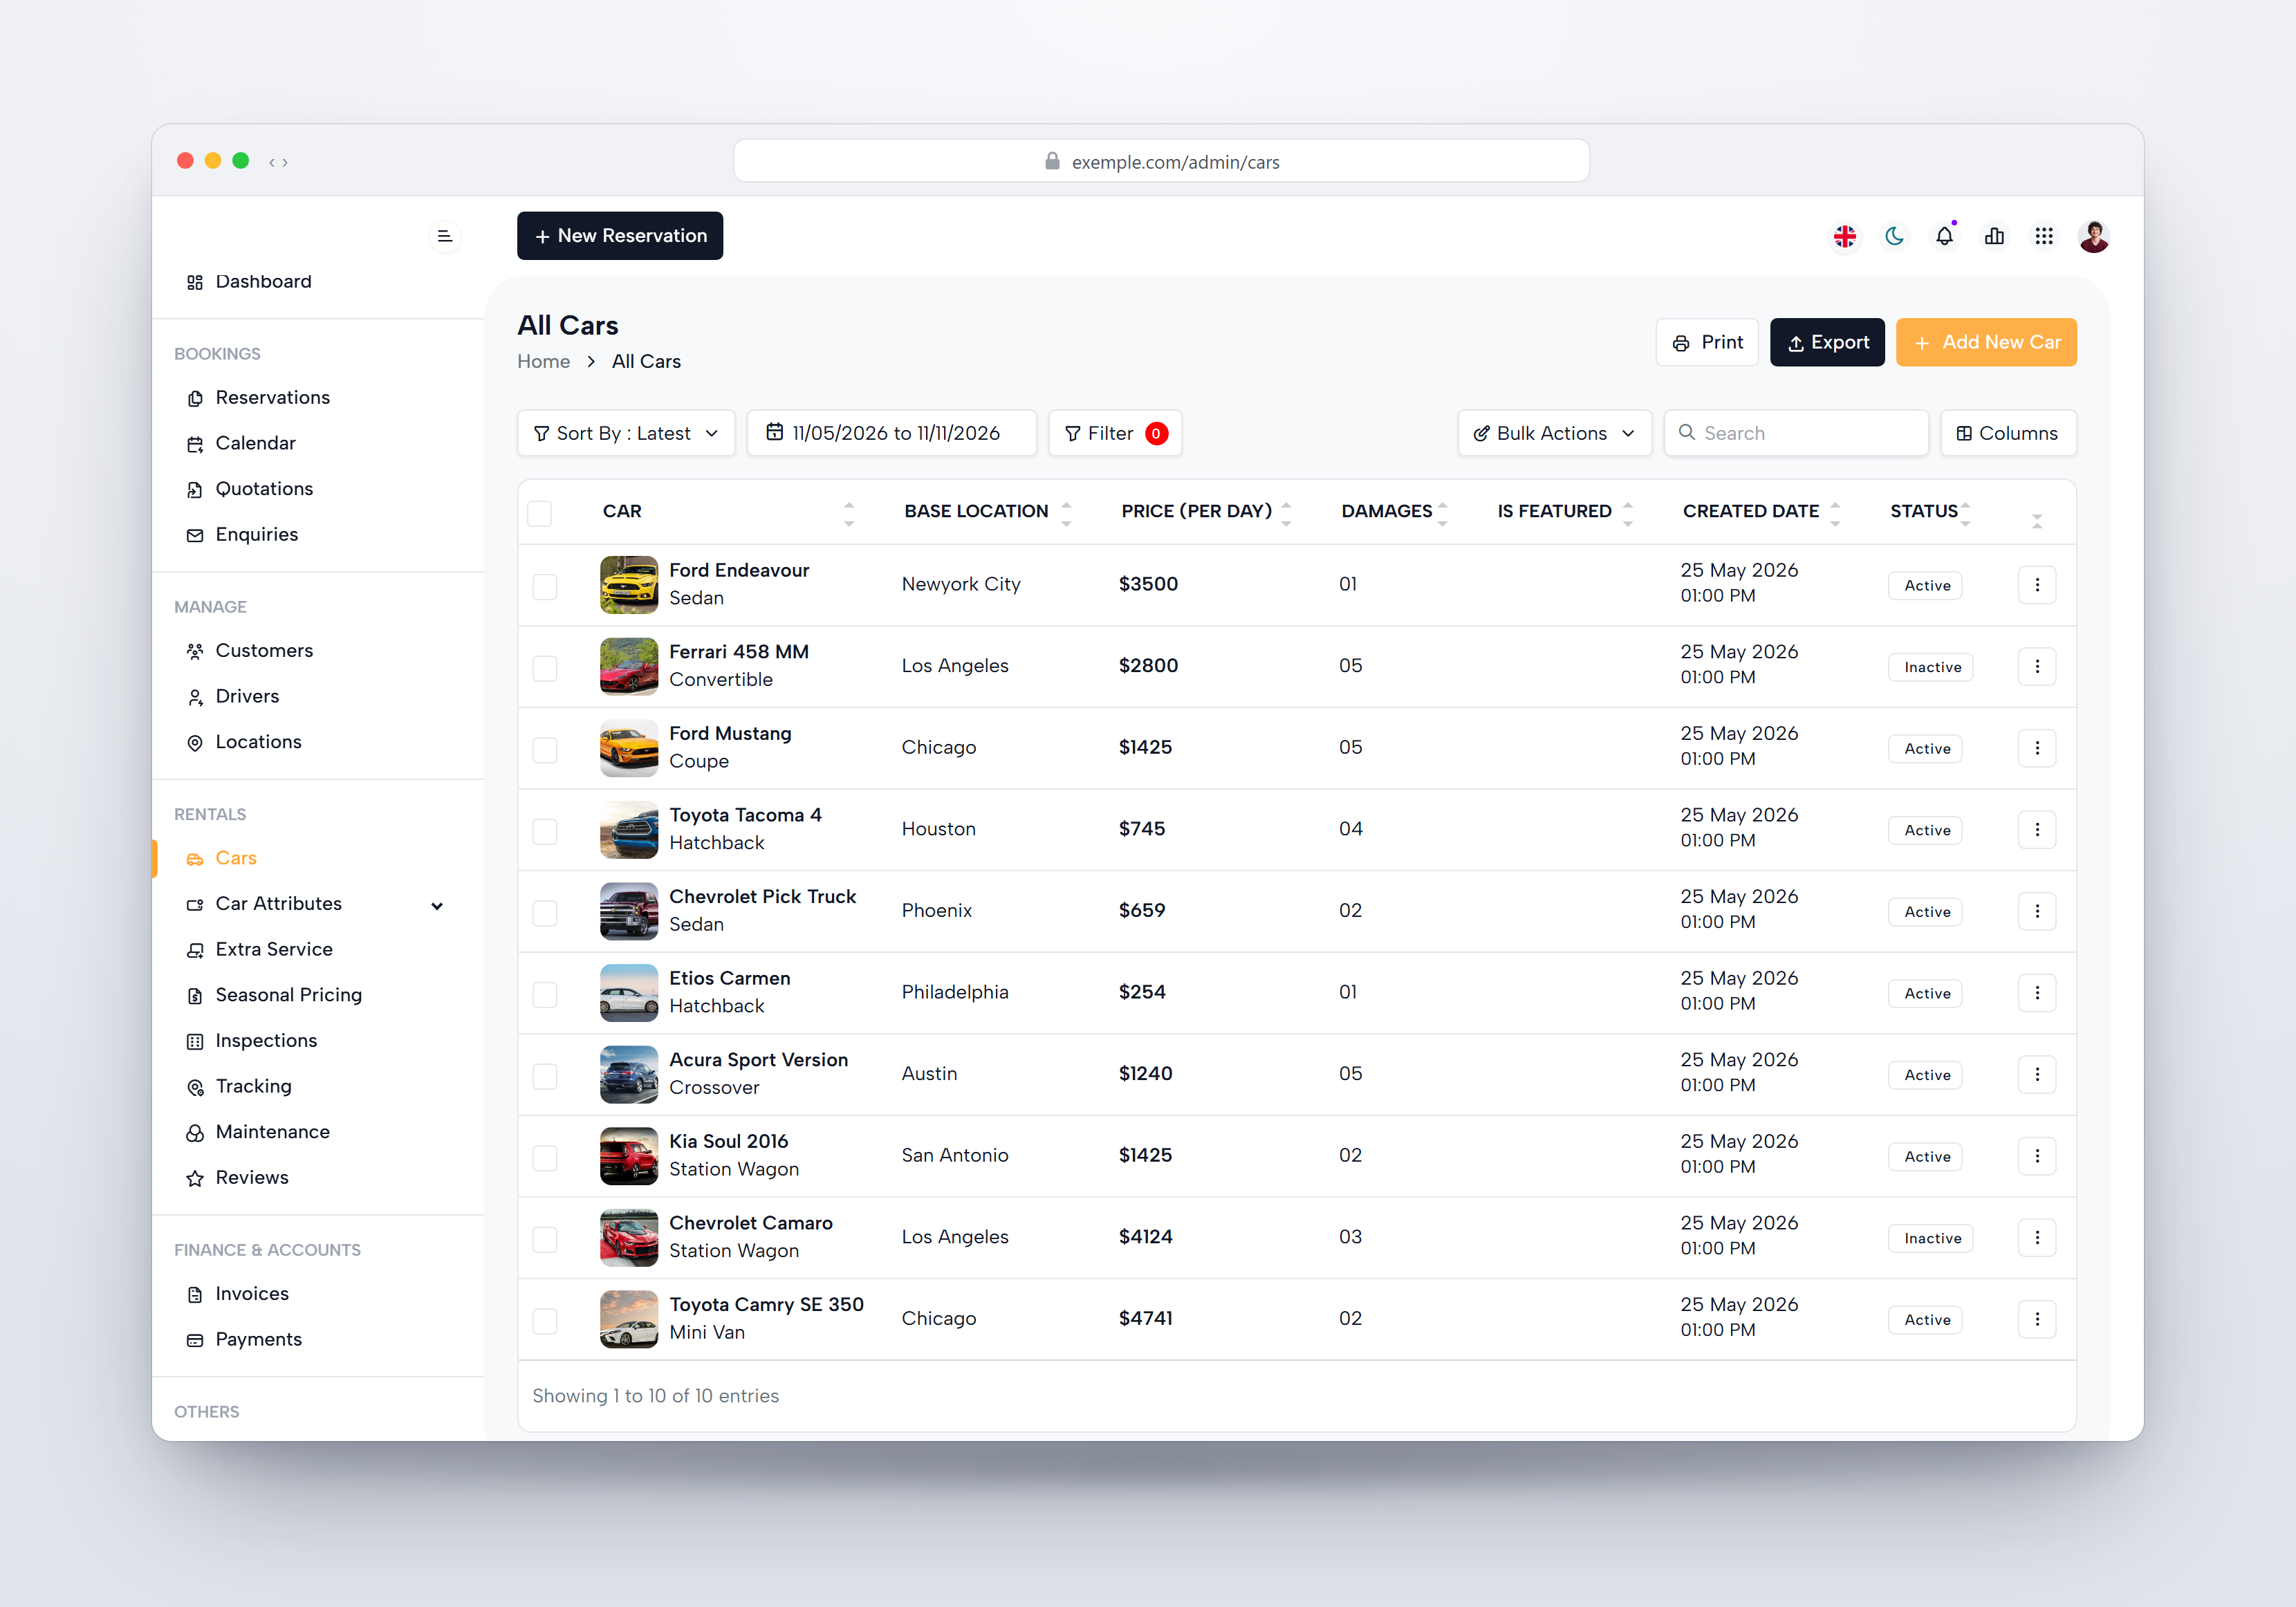 exemple.com/admin/cars
New Reservation
Dashboard
BOOKINGS
Reservations
Calendar
Quotations
Enquiries
MANAGE
Customers
Drivers
Locations
RENTALS
Cars
Car Attributes
Extra Service
Seasonal Pricing
Inspections
Tracking
Maintenance
Reviews
FINANCE & ACCOUNTS
Invoices
Payments
OTHERS
All Cars
Home > All Cars
Print
Export
+ Add New Car
Sort By : Latest
11/05/2026 to 11/11/2026
Filter 0
Bulk Actions
Search
Columns
CAR BASE LOCATION PRICE (PER DAY) DAMAGES IS FEATURED CREATED DATE STATUS
Ford Endeavour
Sedan
Newyork City $3500 01
25 May 2026
01:00 PM
Active
Ferrari 458 MM
Convertible
Los Angeles $2800 05
25 May 2026
01:00 PM
Inactive
Ford Mustang
Coupe
Chicago $1425 05
25 May 2026
01:00 PM
Active
Toyota Tacoma 4
Hatchback
Houston $745 04
25 May 2026
01:00 PM
Active
Chevrolet Pick Truck
Sedan
Phoenix $659 02
25 May 2026
01:00 PM
Active
Etios Carmen
Hatchback
Philadelphia $254 01
25 May 2026
01:00 PM
Active
Acura Sport Version
Crossover
Austin $1240 05
25 May 2026
01:00 PM
Active
Kia Soul 2016
Station Wagon
San Antonio $1425 02
25 May 2026
01:00 PM
Active
Chevrolet Camaro
Station Wagon
Los Angeles $4124 03
25 May 2026
01:00 PM
Inactive
Toyota Camry SE 350
Mini Van
Chicago $4741 02
25 May 2026
01:00 PM
Active
Showing 1 to 10 of 10 entries